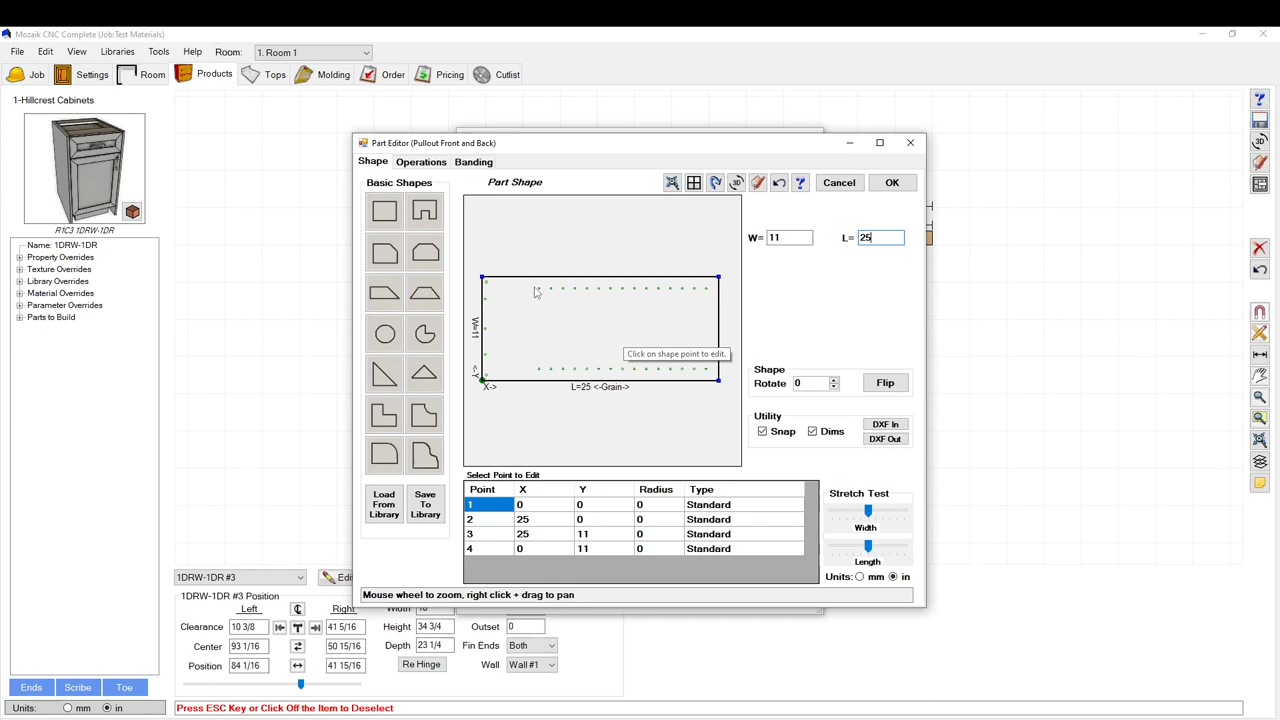 Mozaik CNC Complete (Job:Test Materials)
File Edit View Libraries Tools Help Room: 1. Room 1
Job Settings Room Products Tops Molding Order Pricing Cutlist
1-Hillcrest Cabinets
R1C3 1DRW-1DR
Name: 1DRW-1DR
Property Overrides
Texture Overrides
Library Overrides
Material Overrides
Parameter Overrides
Parts to Build
Part Editor (Pullout Front and Back)
Shape Operations Banding
Basic Shapes
Part Shape
Cancel OK
W= 11 L= 25
W=11
<-Y
X->
L=25 <-Grain->
Click on shape point to edit.
Shape
Rotate 0 Flip
Utility
Snap Dims DXF In
DXF Out
Load From Library
Save To Library
Select Point to Edit
Point X Y Radius Type
1 0 0 0 Standard
2 25 0 0 Standard
3 25 11 0 Standard
4 0 11 0 Standard
Stretch Test
Width
Length
Units: mm in
Mouse wheel to zoom, right click + drag to pan
1DRW-1DR #3
1DRW-1DR #3 Position
Left Right
Clearance 10 3/8 41 5/16
Center 93 1/16 50 15/16
Position 84 1/16 41 15/16
Height 34 3/4
Depth 23 1/4
Re Hinge
Outset 0
Fin Ends Both
Wall Wall #1
Ends Scribe Toe
Units: mm in
Press ESC Key or Click Off the Item to Deselect